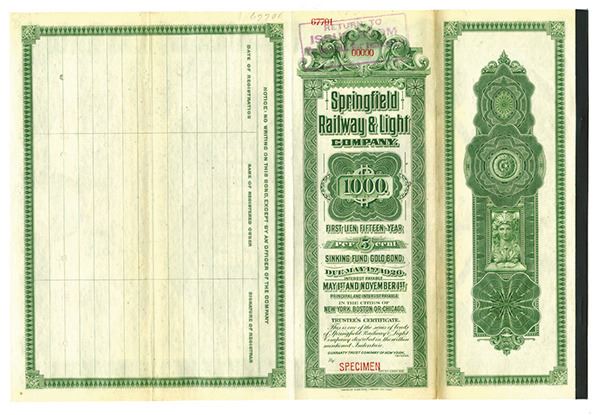 67701
NOTICE: NO WRITING ON THIS BOND, EXCEPT BY AN OFFICER OF THE COMPANY
DATE OF REGISTRATION
NAME OF REGISTERED OWNER
SIGNATURE OF REGISTRAR
67701
RETURN TO
00000
Springfield
Railway & Light
COMPANY.
1000
FIRST LIEN, FIFTEEN YEAR
Per 5 cent
SINKING FUND GOLD BOND.
DUE MAY 1ST 1926.
INTEREST PAYABLE
MAY 1ST AND NOVEMBER 1ST
PRINCIPAL AND INTEREST PAYABLE
IN THE CITIES OF
NEW YORK, BOSTON OR CHICAGO.
TRUSTEE'S CERTIFICATE.
This is one of the series of bonds
of Springfield Railway & Light
Company described in the within
mentioned Indenture.
GUARANTY TRUST COMPANY OF NEW YORK,
By
SPECIMEN